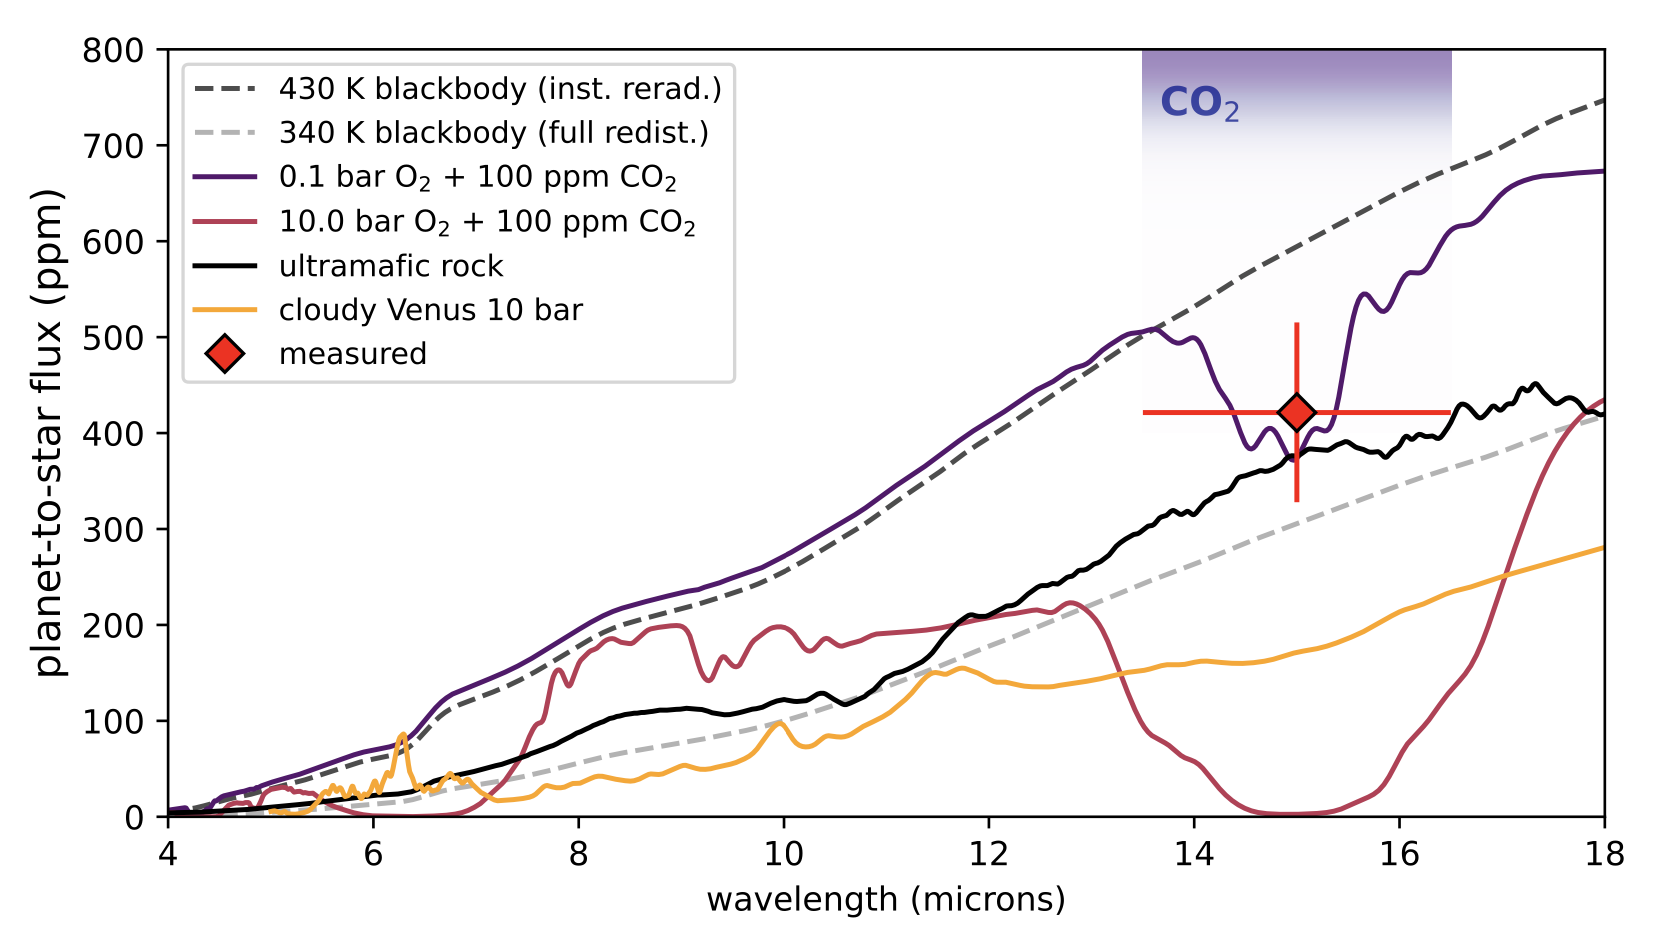 800
700
600
500
400
300
200
100
0
planet-to-star flux (ppm)
430 K blackbody (inst. rerad.)
340 K blackbody (full redist.)
0.1 bar O₂ + 100 ppm CO₂
10.0 bar O₂ + 100 ppm CO₂
ultramafic rock
cloudy Venus 10 bar
measured
CO₂
4 6 8 10 12 14 16 18
wavelength (microns)